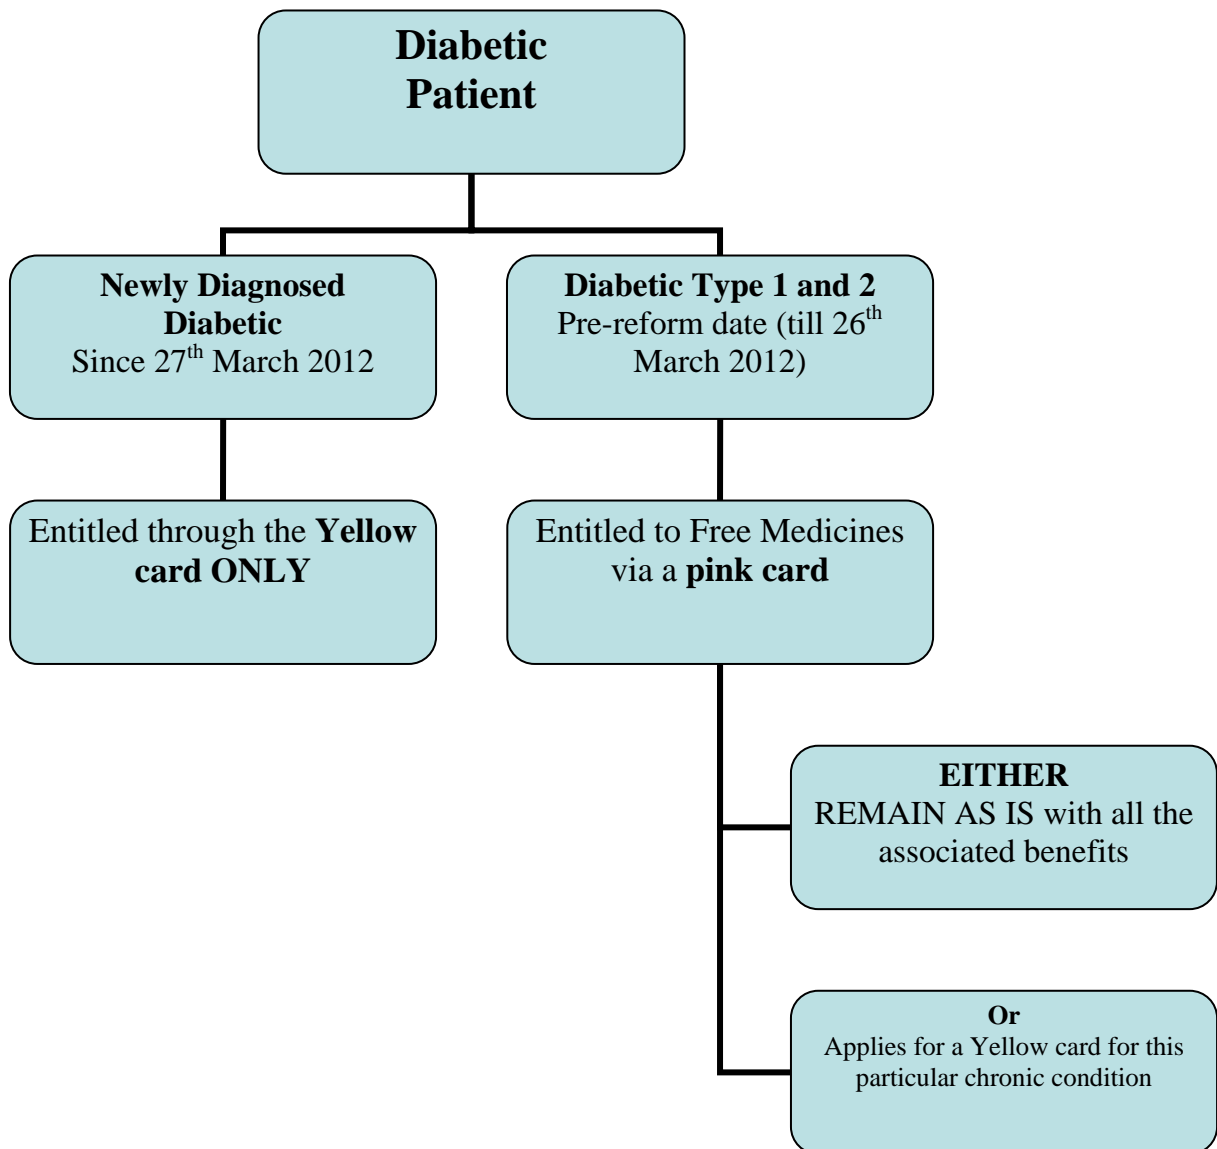 Diabetic
Patient
Newly Diagnosed
Diabetic
Since 27th March 2012
Diabetic Type 1 and 2
Pre-reform date (till 26th
March 2012)
Entitled through the Yellow
card ONLY
Entitled to Free Medicines
via a pink card
EITHER
REMAIN AS IS with all the
associated benefits
Or
Applies for a Yellow card for this
particular chronic condition